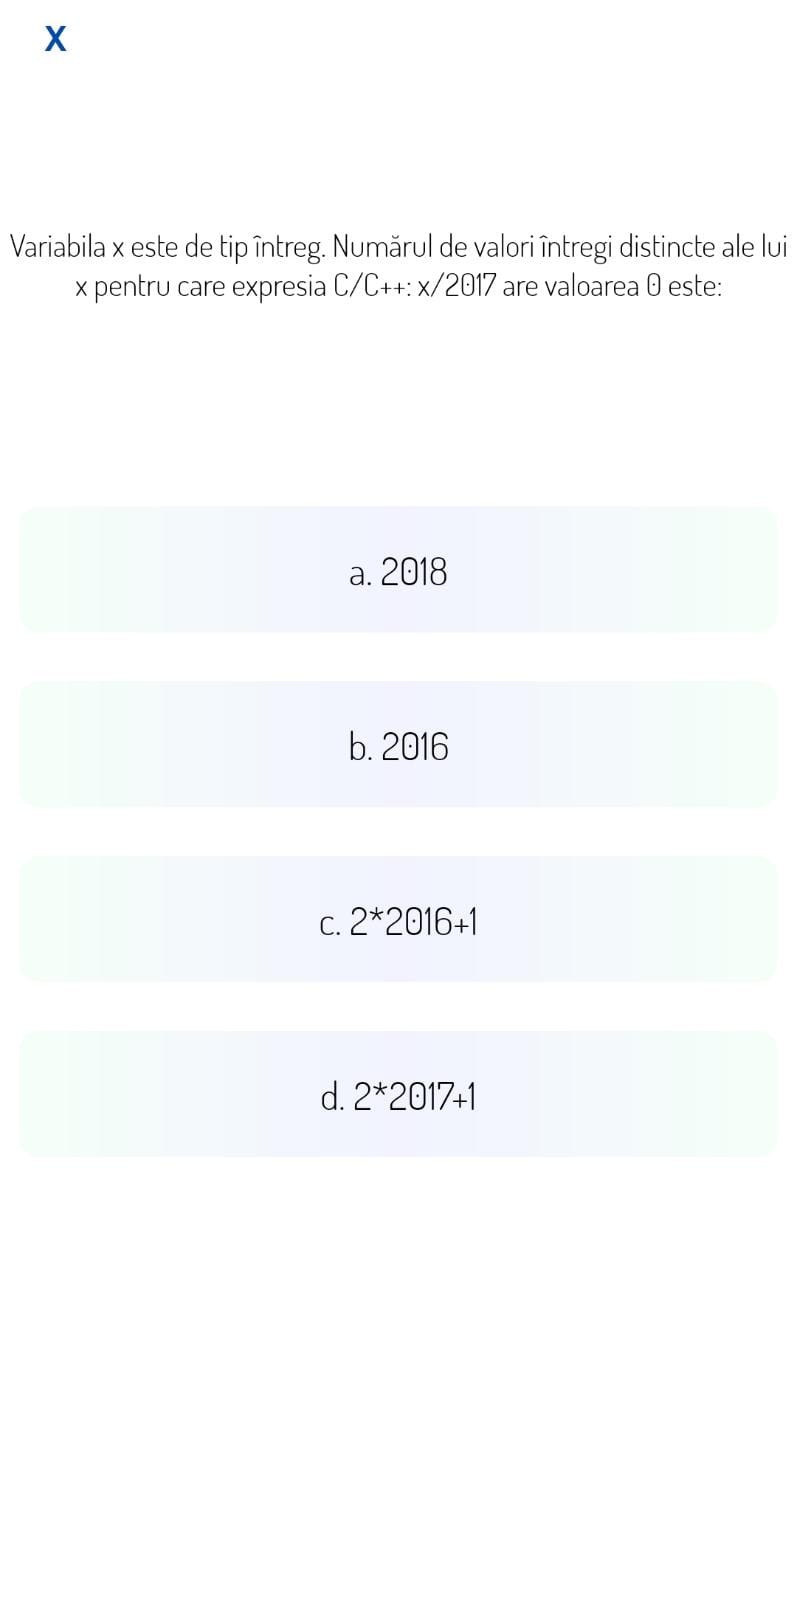 X
Variabila x este de tip întreg. Numărul de valori întregi distincte ale lui
x pentru care expresia C/C++: x/2017 are valoarea 0 este:
a. 2018
b. 2016
c. 2*2016+1
d. 2*2017+1